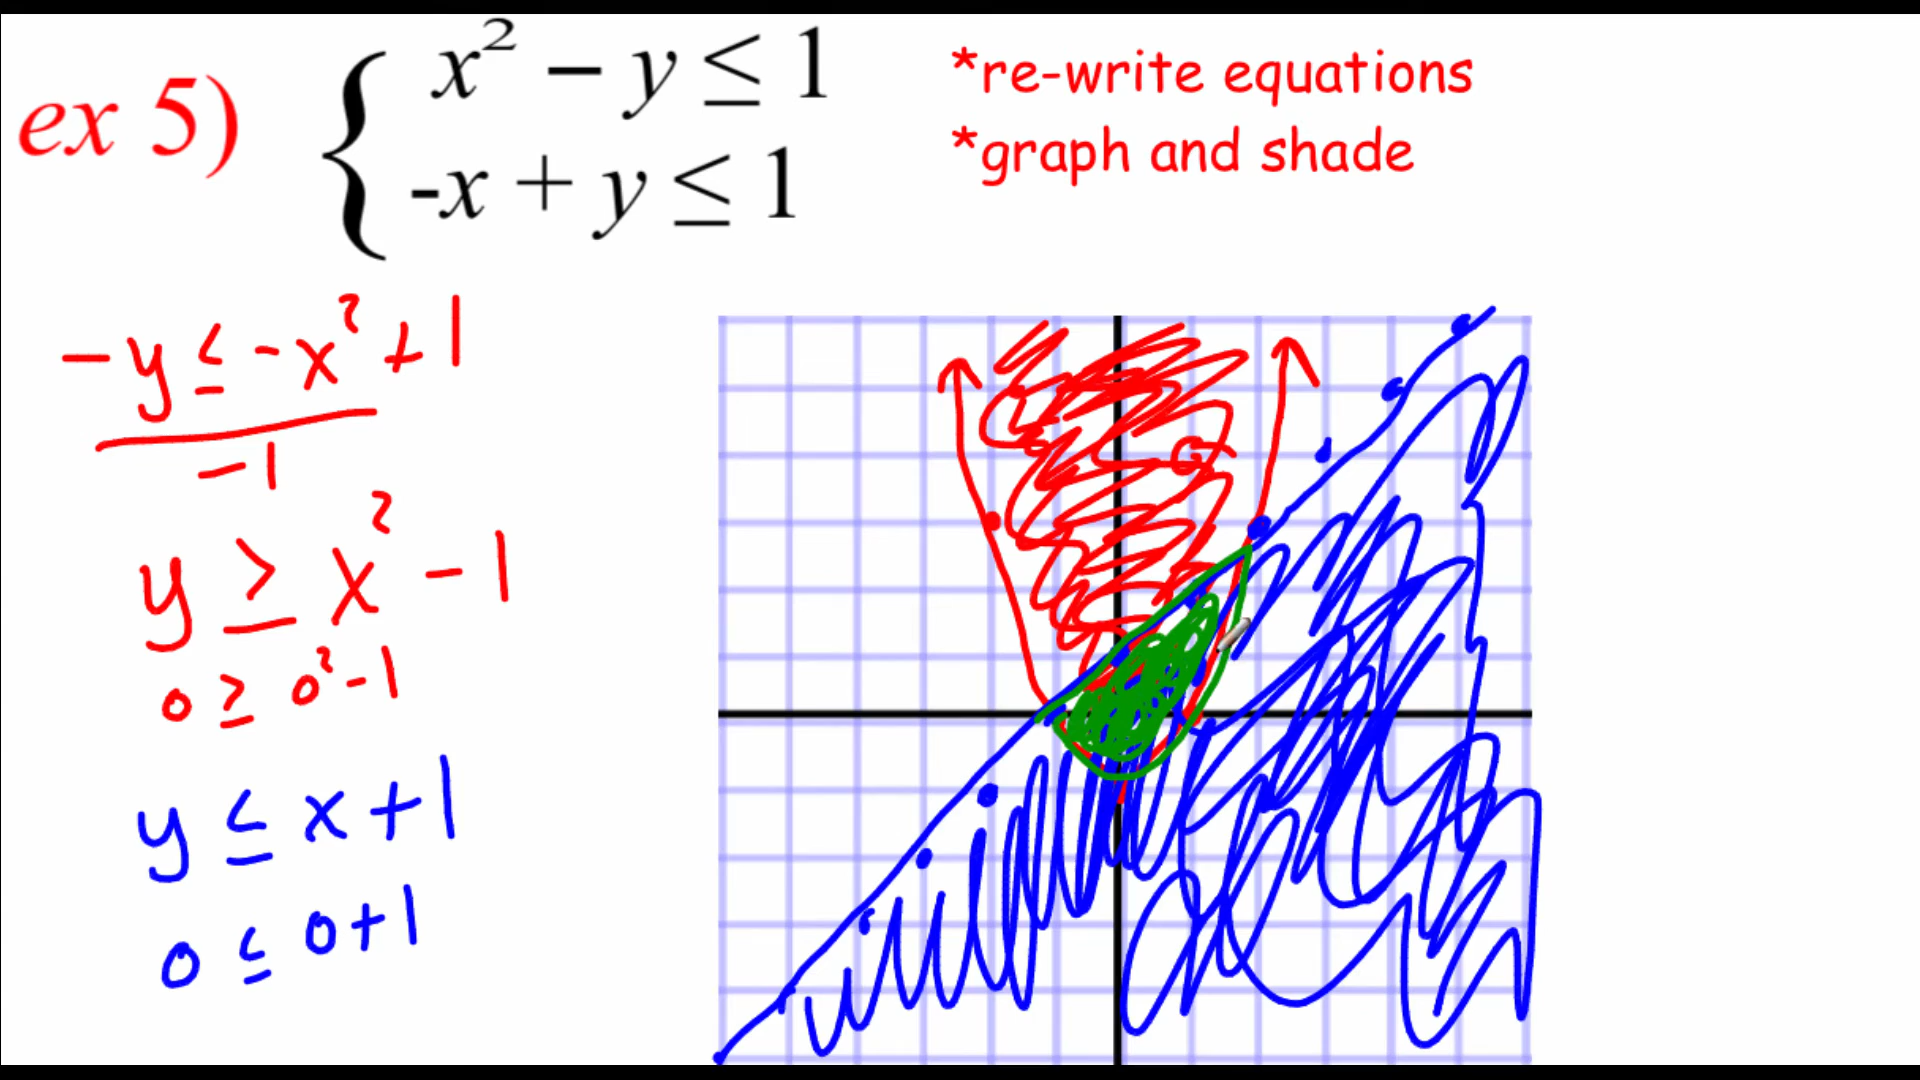 ex 5)
x² − y ≤ 1
-x + y ≤ 1
*re-write equations
*graph and shade
-y ≤ -x² + 1
-1
y ≥ x² - 1
0 ≥ 0² - 1
y ≤ x + 1
0 ≤ 0 + 1